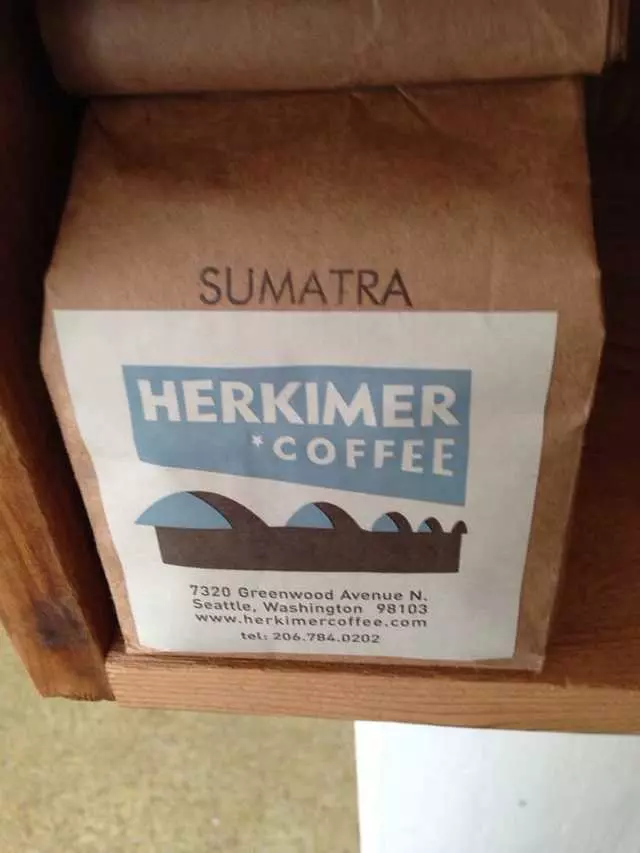 SUMATRA
HERKIMER
*COFFEE
7320 Greenwood Avenue N.
Seattle, Washington 98103
www.herkimercoffee.com
tel: 206.784.0202